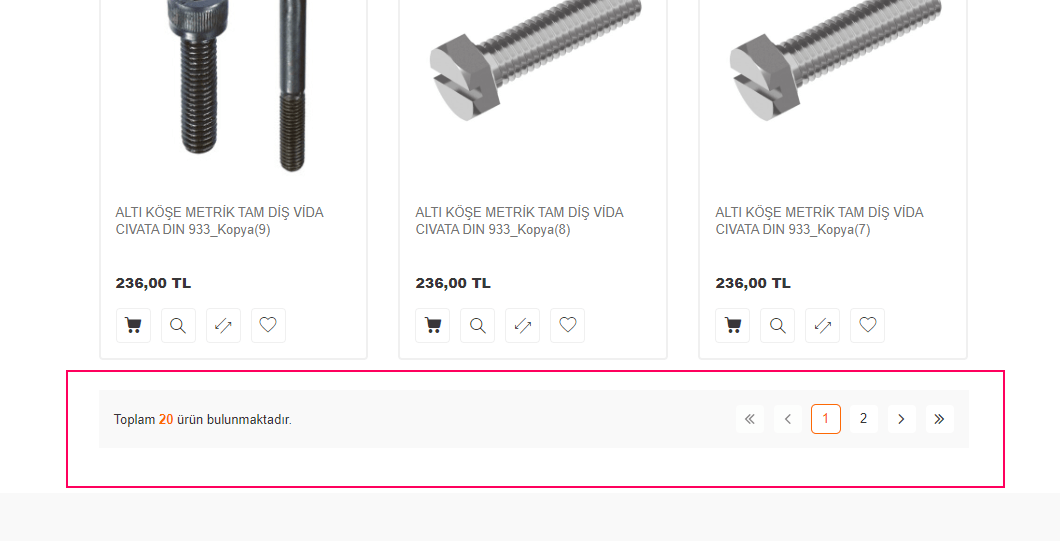 ALTI KÖŞE METRİK TAM DİŞ VİDA
CIVATA DIN 933_Kopya(9)
236,00 TL
ALTI KÖŞE METRİK TAM DİŞ VİDA
CIVATA DIN 933_Kopya(8)
236,00 TL
ALTI KÖŞE METRİK TAM DİŞ VİDA
CIVATA DIN 933_Kopya(7)
236,00 TL
Toplam 20 ürün bulunmaktadır.
1 2